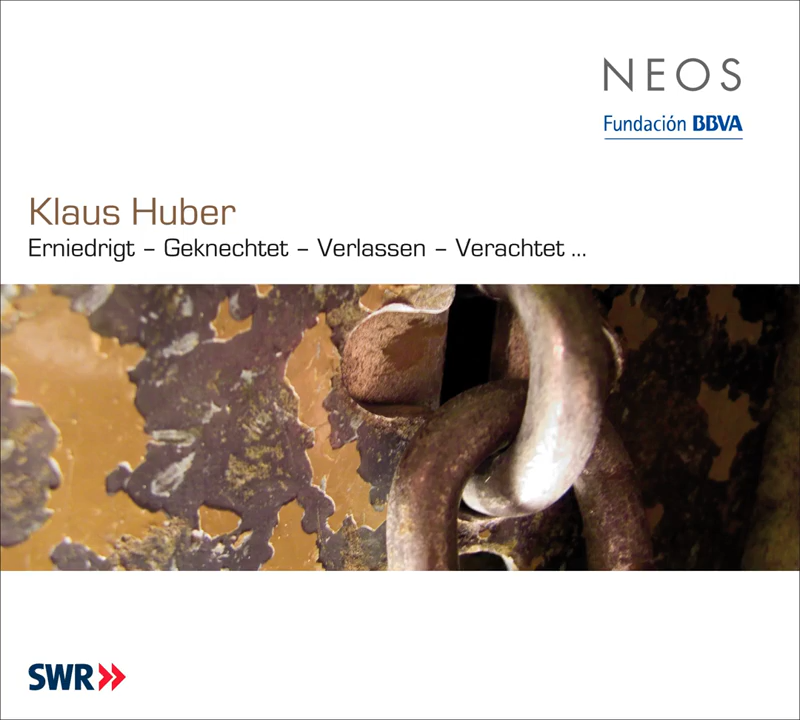 NEOS
Fundación BBVA
Klaus Huber
Erniedrigt – Geknechtet – Verlassen – Verachtet ...
SWR